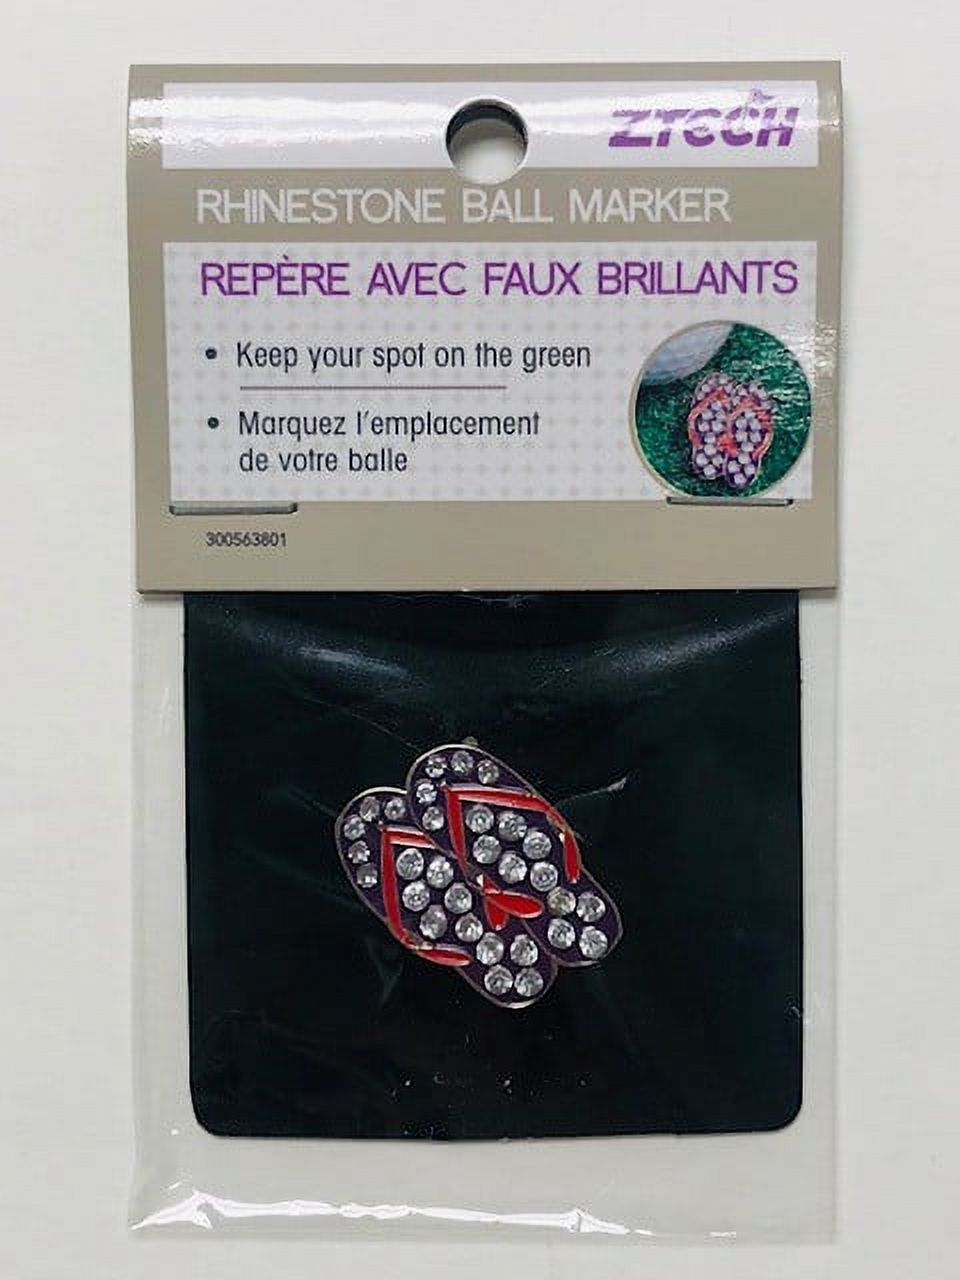 ZTECH
RHINESTONE BALL MARKER
REPÈRE AVEC FAUX BRILLANTS
• Keep your spot on the green
• Marquez l'emplacement
de votre balle
300563801